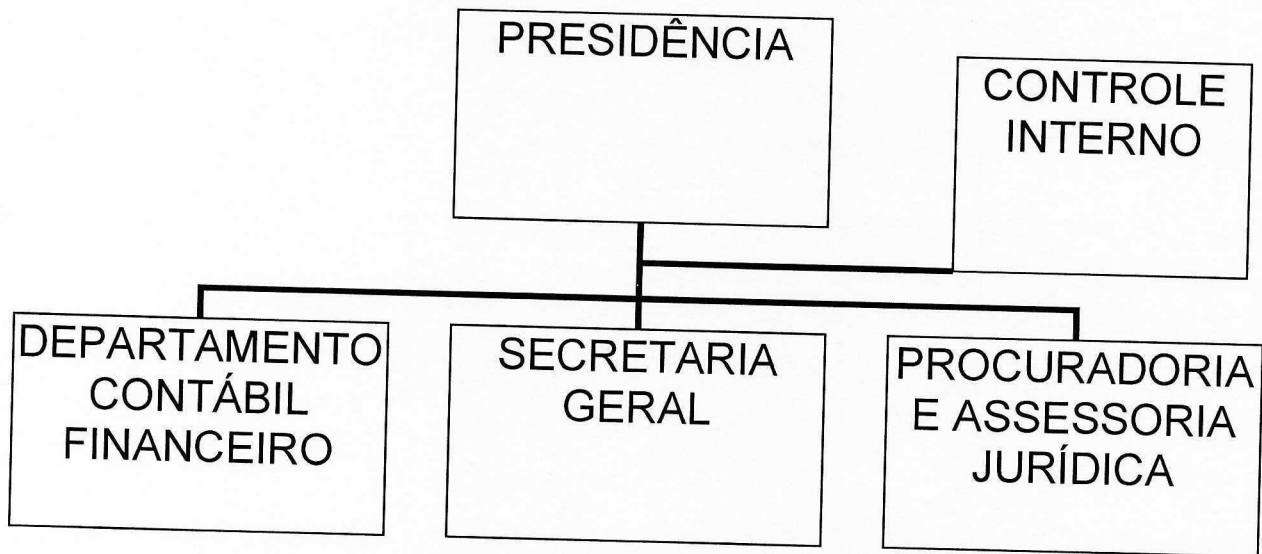 PRESIDÊNCIA
CONTROLE
INTERNO
DEPARTAMENTO
CONTÁBIL
FINANCEIRO
SECRETARIA
GERAL
PROCURADORIA
E ASSESSORIA
JURÍDICA